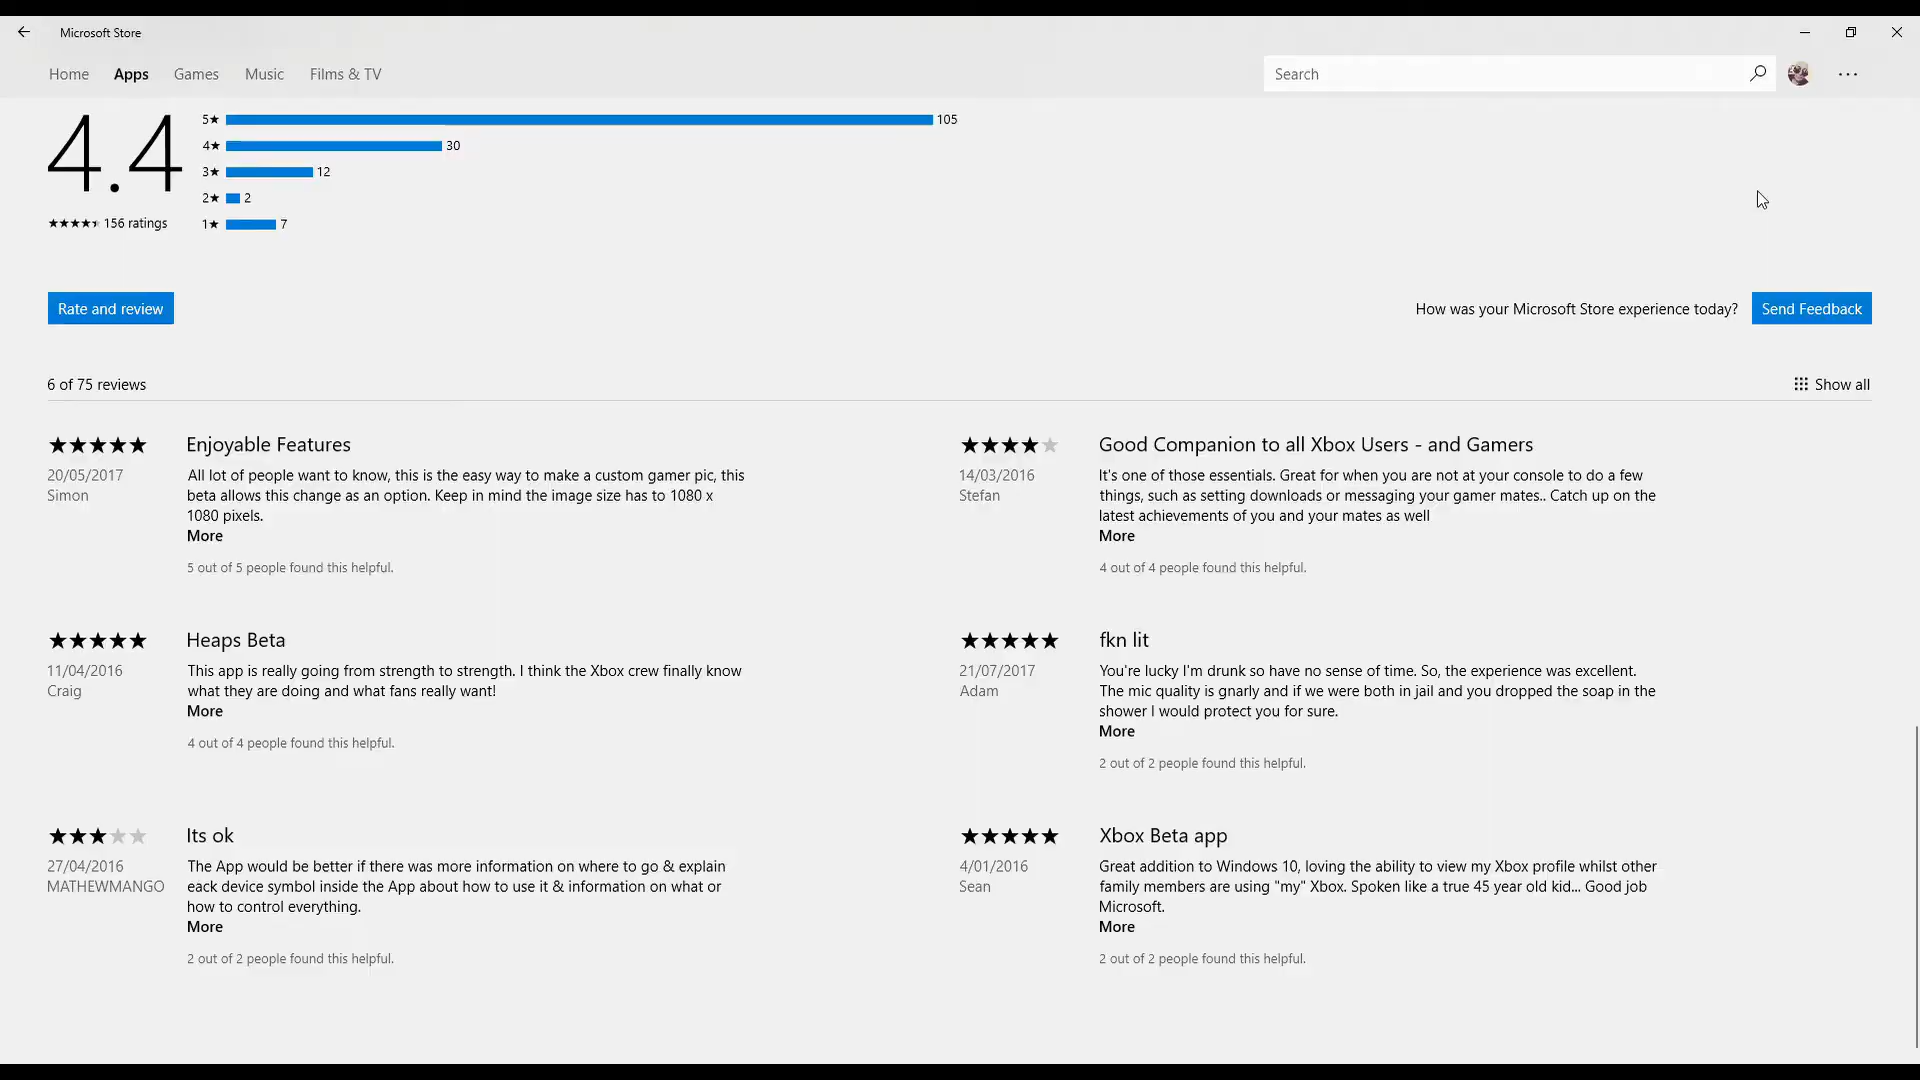 Microsoft Store
Home Apps Games Music Films & TV
Search
4.4
156 ratings
5★ 105
4★ 30
3★ 12
2★ 2
1★ 7
Rate and review
How was your Microsoft Store experience today?
Send Feedback
6 of 75 reviews
Show all
20/05/2017
Simon
Enjoyable Features
All lot of people want to know, this is the easy way to make a custom gamer pic, this
beta allows this change as an option. Keep in mind the image size has to 1080 x
1080 pixels.
More
5 out of 5 people found this helpful.
14/03/2016
Stefan
Good Companion to all Xbox Users - and Gamers
It's one of those essentials. Great for when you are not at your console to do a few
things, such as setting downloads or messaging your gamer mates.. Catch up on the
latest achievements of you and your mates as well
More
4 out of 4 people found this helpful.
11/04/2016
Craig
Heaps Beta
This app is really going from strength to strength. I think the Xbox crew finally know
what they are doing and what fans really want!
More
4 out of 4 people found this helpful.
21/07/2017
Adam
fkn lit
You're lucky I'm drunk so have no sense of time. So, the experience was excellent.
The mic quality is gnarly and if we were both in jail and you dropped the soap in the
shower I would protect you for sure.
More
2 out of 2 people found this helpful.
27/04/2016
MATHEWMANGO
Its ok
The App would be better if there was more information on where to go & explain
eack device symbol inside the App about how to use it & information on what or
how to control everything.
More
2 out of 2 people found this helpful.
4/01/2016
Sean
Xbox Beta app
Great addition to Windows 10, loving the ability to view my Xbox profile whilst other
family members are using "my" Xbox. Spoken like a true 45 year old kid... Good job
Microsoft.
More
2 out of 2 people found this helpful.